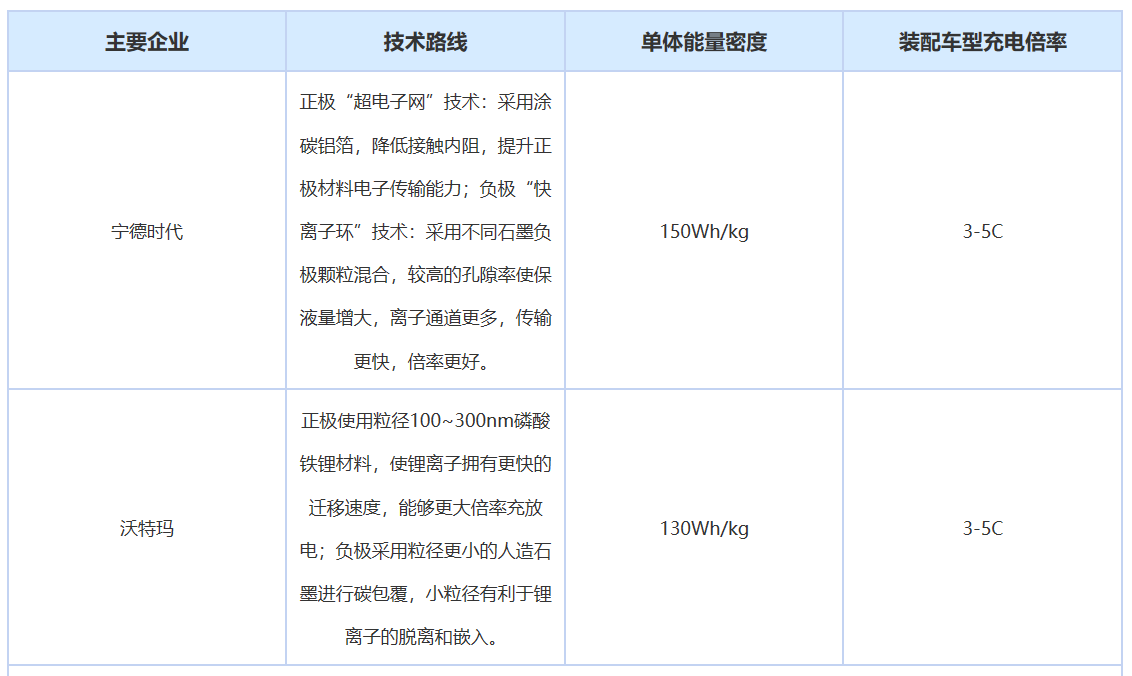 主要企业
技术路线
单体能量密度
装配车型充电倍率
宁德时代
正极“超电子网”技术：采用涂
碳铝箔，降低接触内阻，提升正
极材料电子传输能力；负极“快
离子环”技术：采用不同石墨负
极颗粒混合，较高的孔隙率使保
液量增大，离子通道更多，传输
更快，倍率更好。
150Wh/kg
3-5C
沃特玛
正极使用粒径100~300nm磷酸
铁锂材料，使锂离子拥有更快的
迁移速度，能够更大倍率充放
电；负极采用粒径更小的人造石
墨进行碳包覆，小粒径有利于锂
离子的脱离和嵌入。
130Wh/kg
3-5C